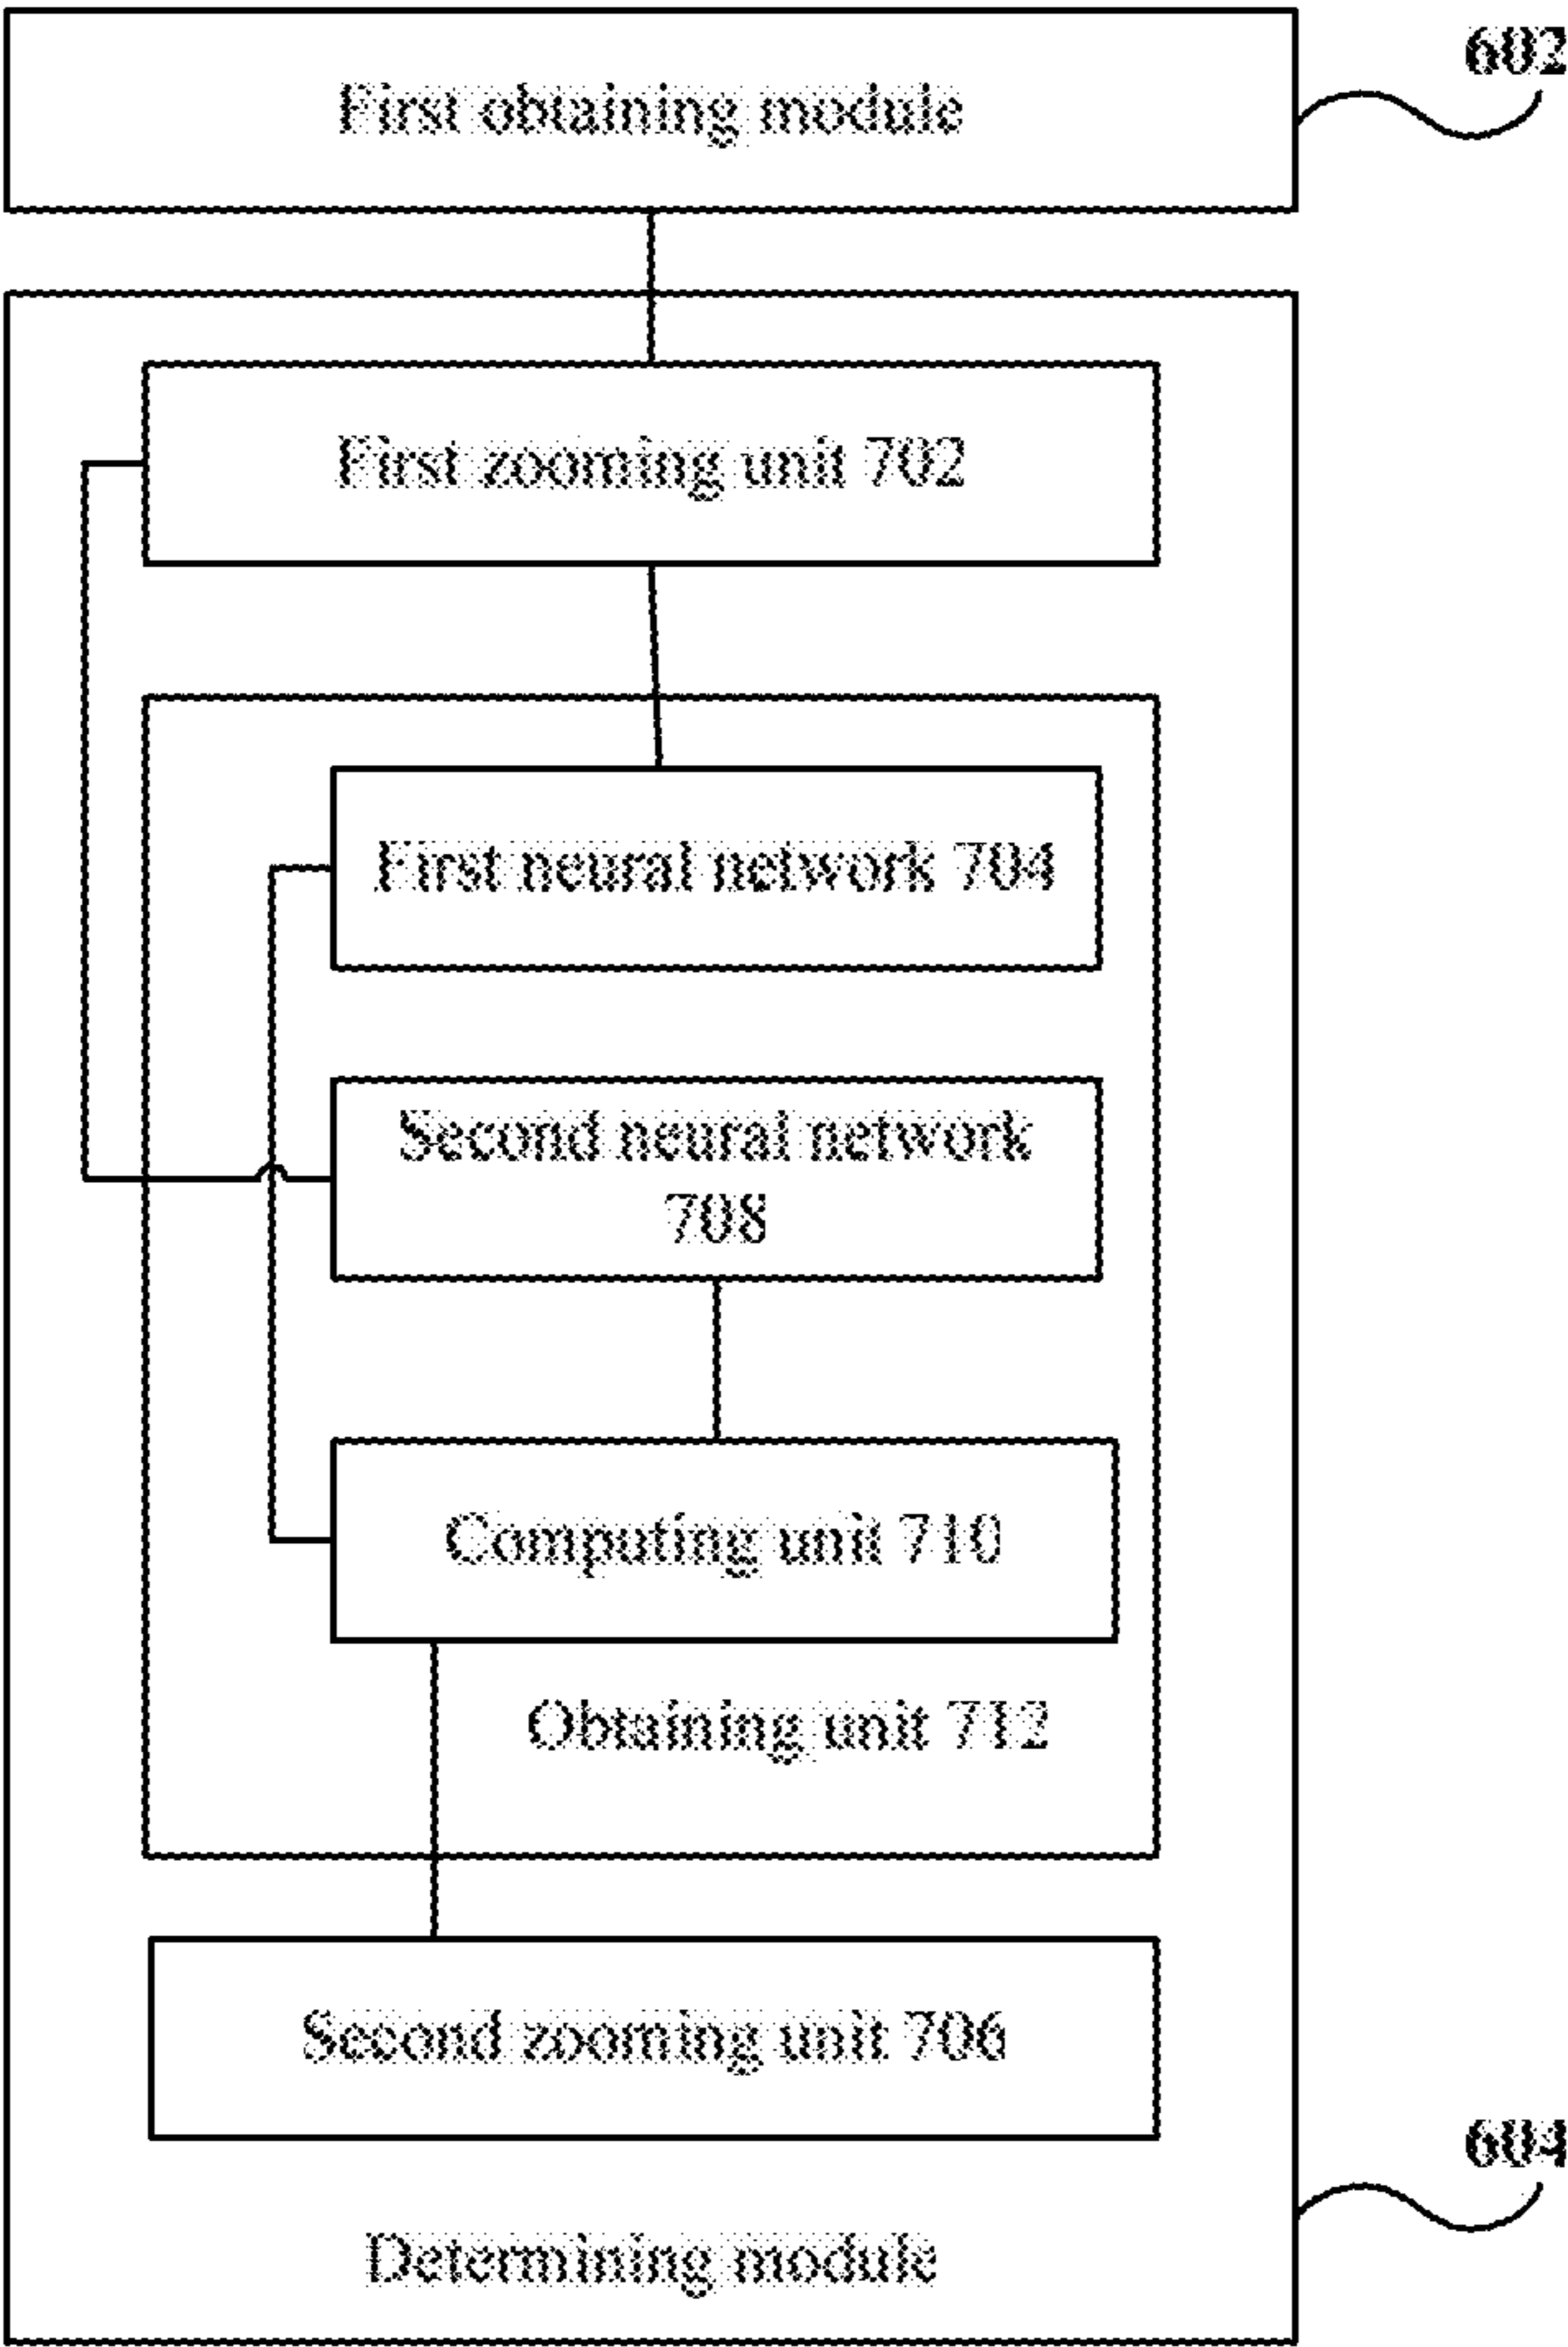 602
First obtaining module
First zooming unit 702
First neural network 704
Second neural network
708
Computing unit 710
Obtaining unit 712
Second zooming unit 706
604
Determining module